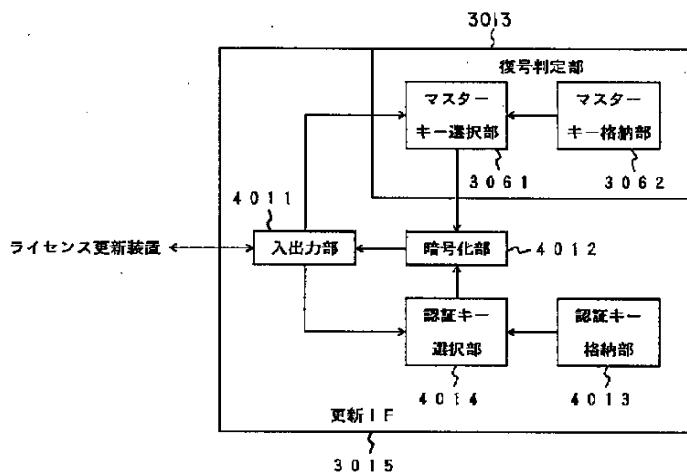 3013
復号判定部
マスター
キー選択部
マスター
キー格納部
3061
3062
4011
ライセンス更新装置
入出力部
暗号化部
4012
認証キー
選択部
認証キー
格納部
4014
4013
更新IF
3015